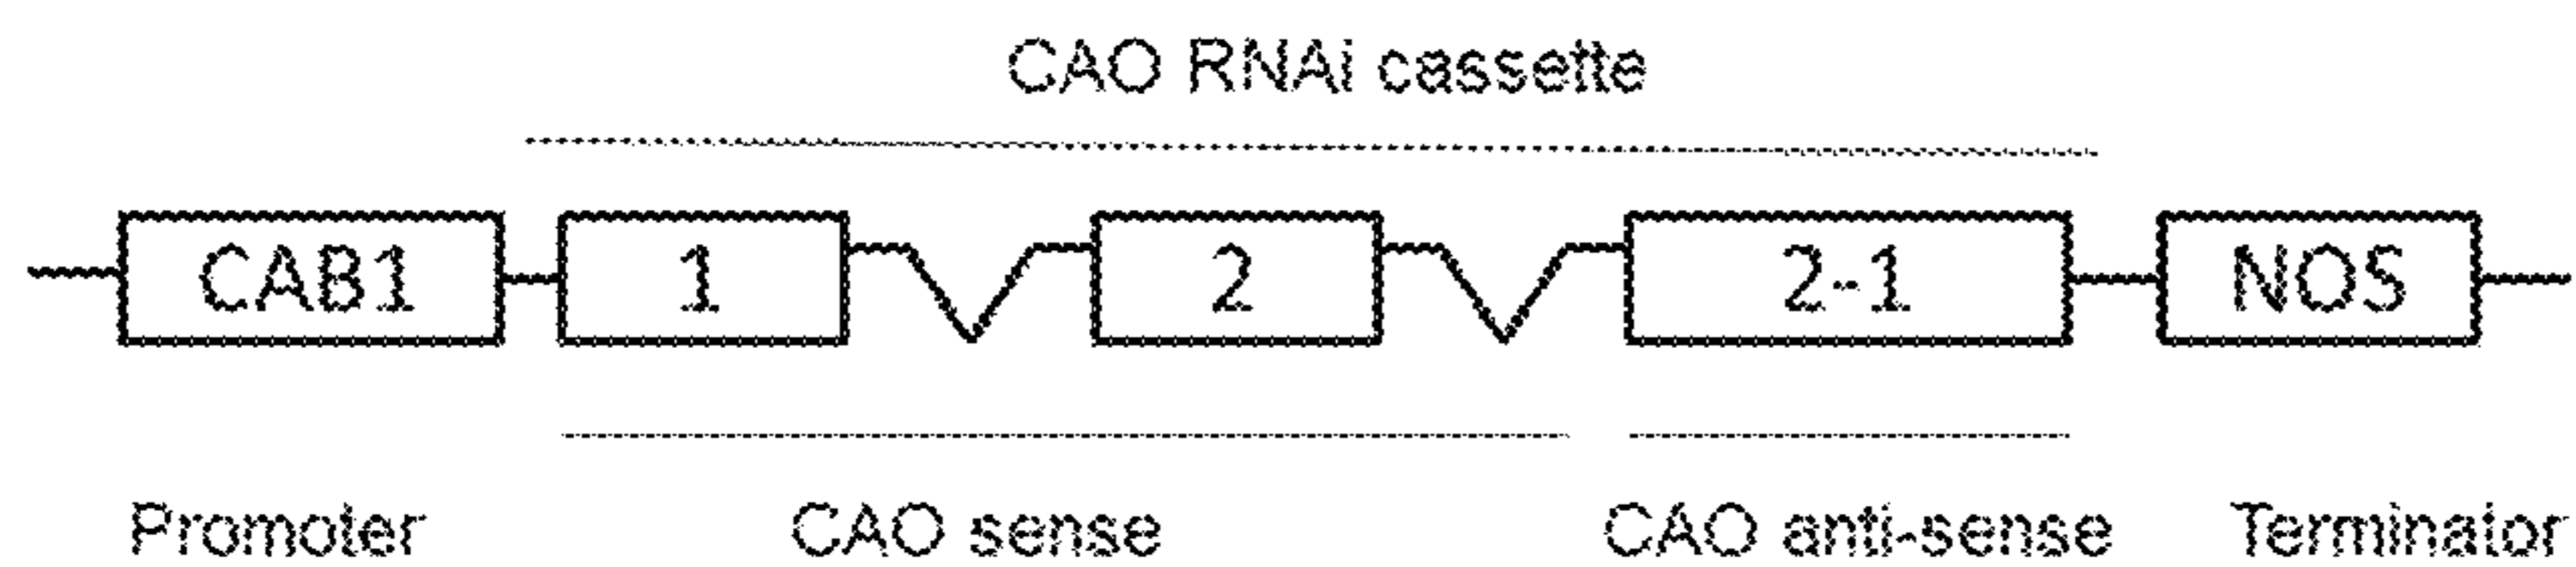 CAO RNAi cassette
CAB1 1 2 2-1 NOS
Promoter CAO sense CAO anti-sense Terminator